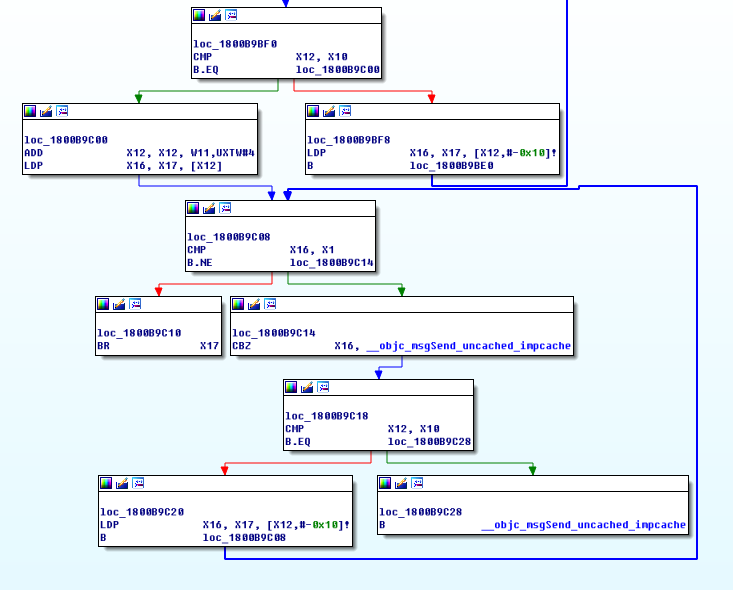 loc_1800B9BF0
CMP X12, X10
B.EQ loc_1800B9C00
loc_1800B9C00
ADD X12, X12, W11,UXTW#4
LDP X16, X17, [X12]
loc_1800B9BF8
LDP X16, X17, [X12,#-0x10]!
B loc_1800B9BE0
loc_1800B9C08
CMP X16, X1
B.NE loc_1800B9C14
loc_1800B9C10
BR X17
loc_1800B9C14
CBZ X16, __objc_msgSend_uncached_impcache
loc_1800B9C18
CMP X12, X10
B.EQ loc_1800B9C28
loc_1800B9C20
LDP X16, X17, [X12,#-0x10]!
B loc_1800B9C08
loc_1800B9C28
B __objc_msgSend_uncached_impcache